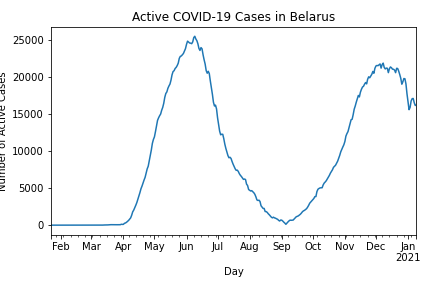 Active COVID-19 Cases in Belarus
25000
20000
15000
10000
5000
0
Number of Active Cases
Feb Mar Apr May Jun Jul Aug Sep Oct Nov Dec Jan
2021
Day